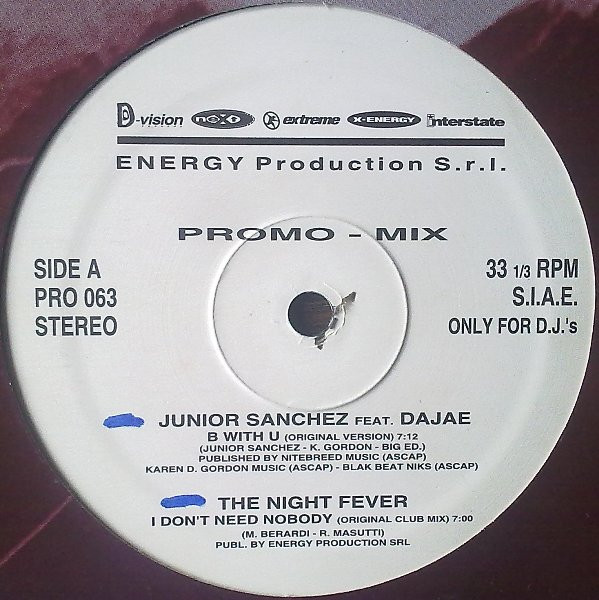 D-vision next extreme X-ENERGY interstate
ENERGY Production S.r.l.
PROMO - MIX
SIDE A
PRO 063
STEREO
33 1/3 RPM
S.I.A.E.
ONLY FOR D.J.'s
JUNIOR SANCHEZ FEAT. DAJAE
B WITH U (ORIGINAL VERSION) 7:12
(JUNIOR SANCHEZ - K. GORDON - BIG ED.)
PUBLISHED BY NITEBREED MUSIC (ASCAP)
KAREN D. GORDON MUSIC (ASCAP) - BLAK BEAT NIKS (ASCAP)
THE NIGHT FEVER
I DON'T NEED NOBODY (ORIGINAL CLUB MIX) 7:00
(M. BERARDI - R. MASUTTI)
PUBL. BY ENERGY PRODUCTION SRL